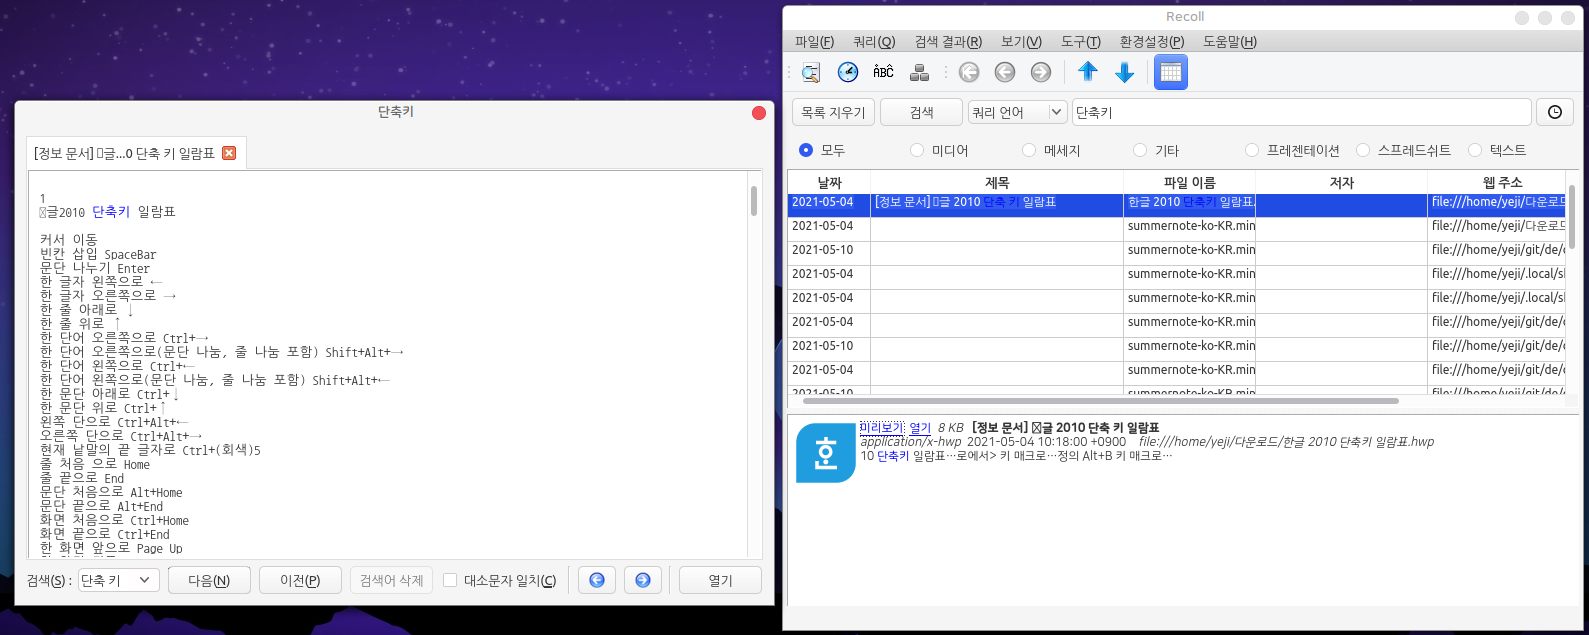 단축키
[정보 문서] 글...0 단축 키 일람표
1
글2010 단축키 일람표
커서 이동
빈칸 삽입 SpaceBar
문단 나누기 Enter
한 글자 왼쪽으로 ←
한 글자 오른쪽으로 →
한 줄 아래로 ↓
한 줄 위로 ↑
한 단어 오른쪽으로 Ctrl+→
한 단어 오른쪽으로(문단 나눔, 줄 나눔 포함) Shift+Alt+→
한 단어 왼쪽으로 Ctrl+←
한 단어 왼쪽으로(문단 나눔, 줄 나눔 포함) Shift+Alt+←
한 문단 아래로 Ctrl+↓
한 문단 위로 Ctrl+↑
왼쪽 단으로 Ctrl+Alt+←
오른쪽 단으로 Ctrl+Alt+→
현재 낱말의 끝 글자로 Ctrl+(회색)5
줄 처음 으로 Home
줄 끝으로 End
문단 처음으로 Alt+Home
문단 끝으로 Alt+End
화면 처음으로 Ctrl+Home
화면 끝으로 Ctrl+End
한 화면 앞으로 Page Up
검색(S) : 단축 키 다음(N) 이전(P) 검색어 삭제 대소문자 일치(C) 열기
Recoll
파일(F) 쿼리(Q) 검색 결과(R) 보기(V) 도구(T) 환경설정(P) 도움말(H)
ABC
목록 지우기 검색 쿼리 언어 단축키
모두 미디어 메세지 기타 프레젠테이션 스프레드쉬트 텍스트
날짜 제목 파일 이름 저자 웹 주소
2021-05-04 [정보 문서] 글 2010 단축 키 일람표 한글 2010 단축키 일람표. file:///home/yeji/다운로드
2021-05-04 summernote-ko-KR.min file:///home/yeji/다운로드
2021-05-10 summernote-ko-KR.min file:///home/yeji/git/de/
2021-05-04 summernote-ko-KR.min file:///home/yeji/.local/sl
2021-05-04 summernote-ko-KR.min file:///home/yeji/.local/sl
2021-05-04 summernote-ko-KR.min file:///home/yeji/git/de/
2021-05-10 summernote-ko-KR.min file:///home/yeji/git/de/
2021-05-04 summernote-ko-KR.min file:///home/yeji/git/de/
2021-05-10 summernote-ko-KR.min file:///home/yeji/git/de/
호
미리보기 열기 8 KB [정보 문서] 글 2010 단축 키 일람표
application/x-hwp 2021-05-04 10:18:00 +0900 file:///home/yeji/다운로드/한글 2010 단축키 일람표.hwp
10 단축키 일람표…로에서> 키 매크로…정의 Alt+B 키 매크로…